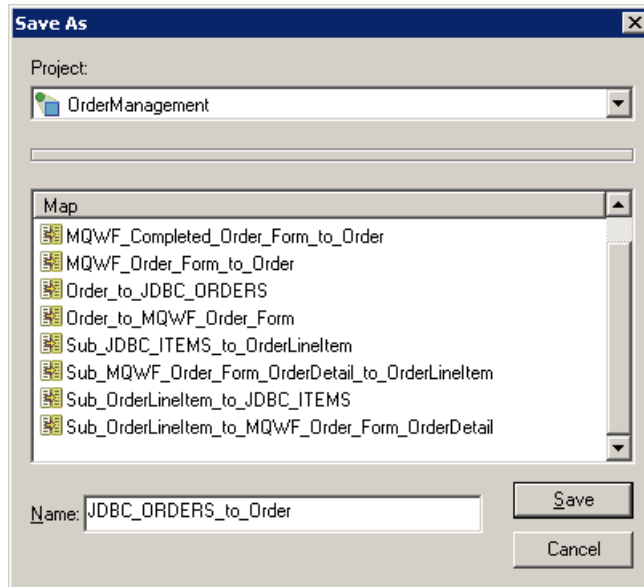 Save As
Project:
OrderManagement
Map
MQWF_Completed_Order_Form_to_Order
MQWF_Order_Form_to_Order
Order_to_JDBC_ORDERS
Order_to_MQWF_Order_Form
Sub_JDBC_ITEMS_to_OrderLineItem
Sub_MQWF_Order_Form_OrderDetail_to_OrderLineItem
Sub_OrderLineItem_to_JDBC_ITEMS
Sub_OrderLineItem_to_MQWF_Order_Form_OrderDetail
Name: JDBC_ORDERS_to_Order
Save
Cancel